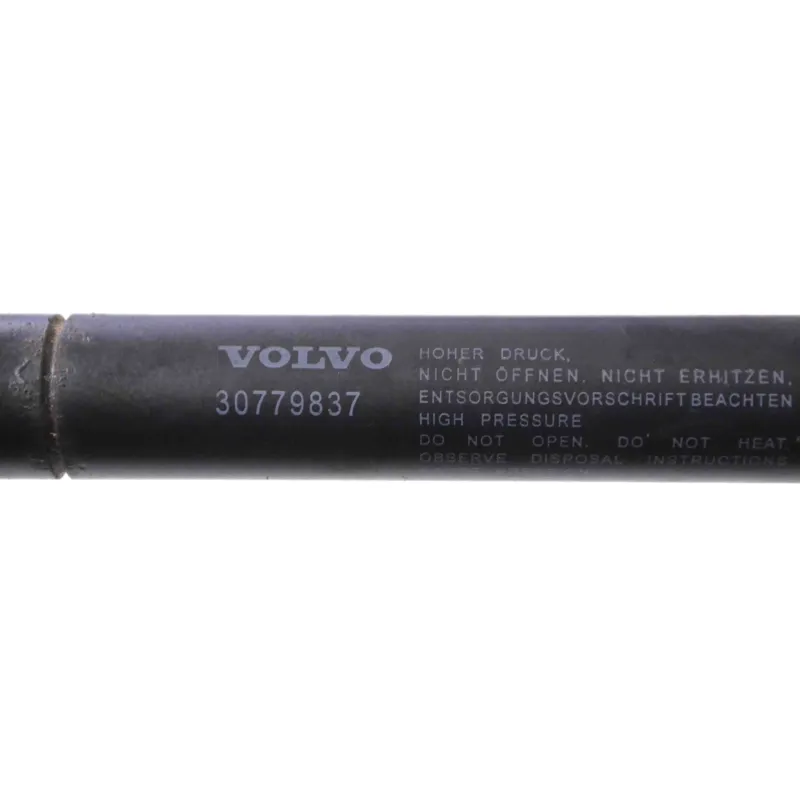 VOLVO
30779837
HOHER DRUCK,
NICHT ÖFFNEN. NICHT ERHITZEN,
ENTSORGUNGSVORSCHRIFT BEACHTEN
HIGH PRESSURE
DO NOT OPEN. DO NOT HEAT
OBSERVE DISPOSAL INSTRUCTIONS